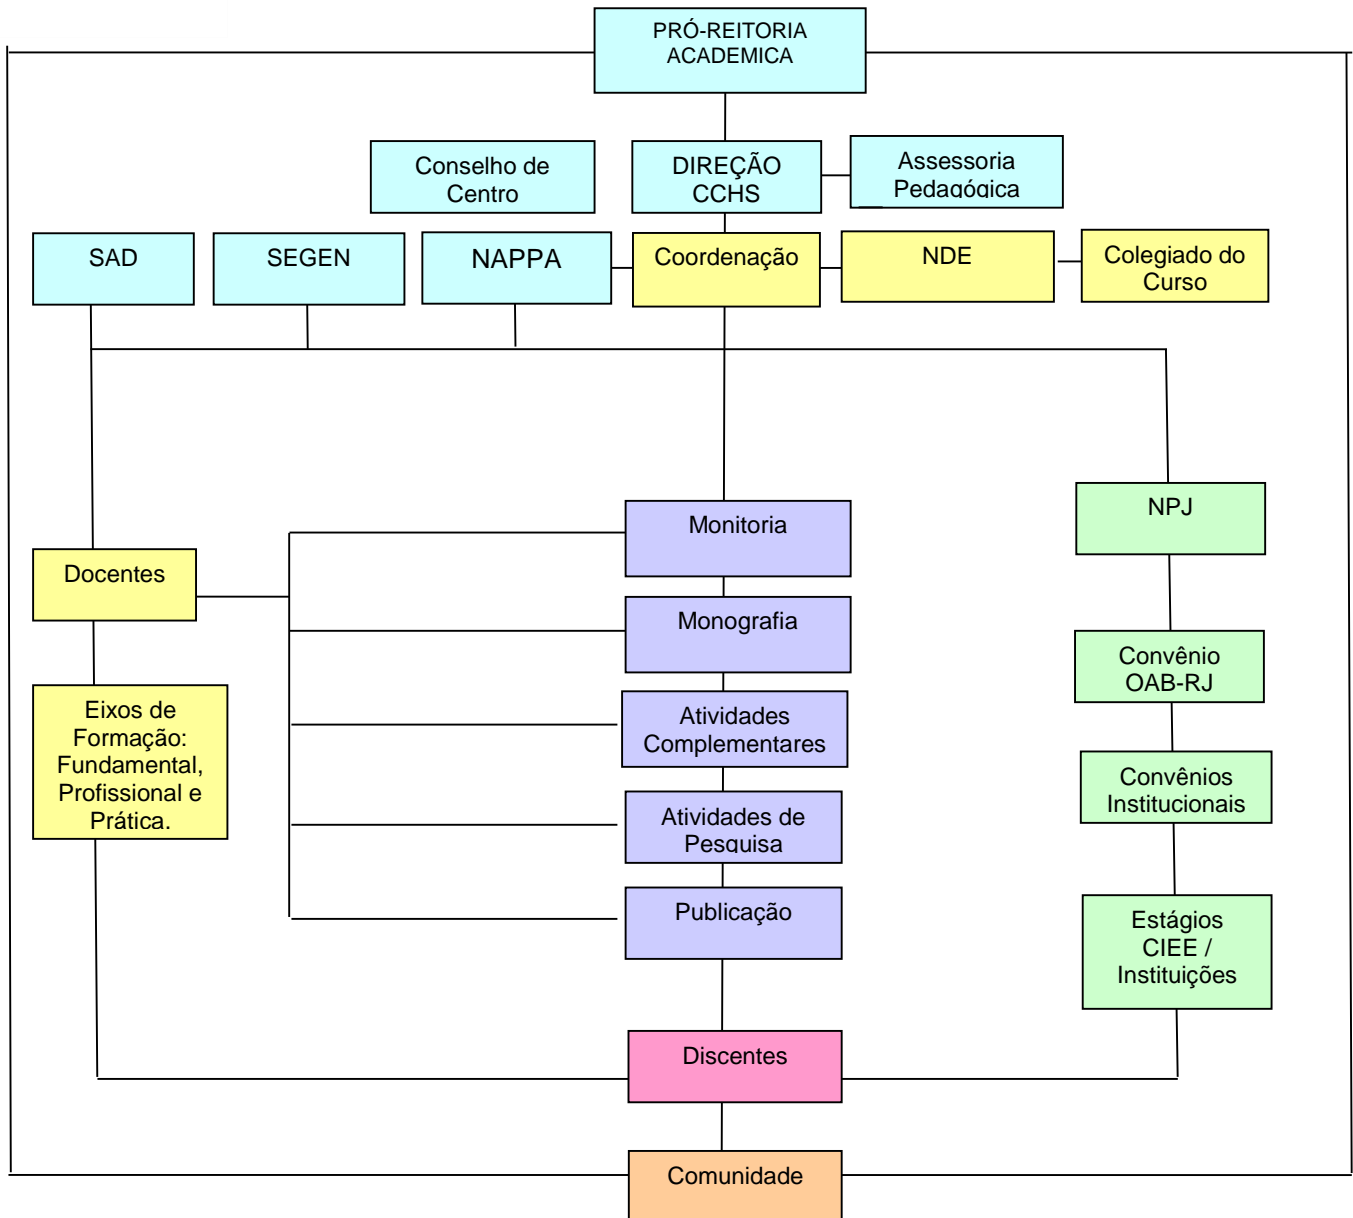 PRÓ-REITORIA
ACADEMICA
Conselho de
Centro
DIREÇÃO
CCHS
Assessoria
Pedagógica
SAD
SEGEN
NAPPA
Coordenação
NDE
Colegiado do
Curso
Monitoria
NPJ
Docentes
Monografia
Convênio
OAB-RJ
Eixos de
Formação:
Fundamental,
Profissional e
Prática.
Atividades
Complementares
Convênios
Institucionais
Atividades de
Pesquisa
Publicação
Estágios
CIEE /
Instituições
Discentes
Comunidade